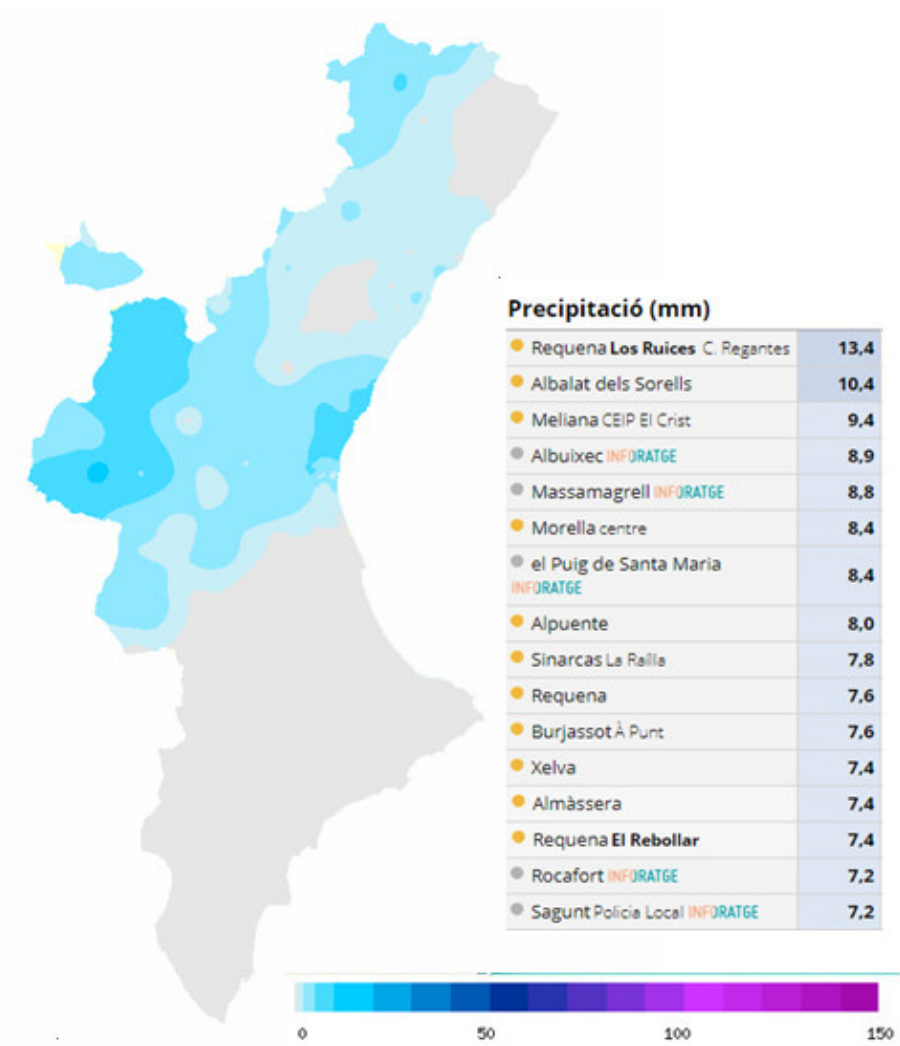 Precipitació (mm)
Requena Los Ruices C. Regantes 13,4
Albalat dels Sorells 10,4
Meliana CEIP El Crist 9,4
Albuixec INFORATGE 8,9
Massamagrell INFORATGE 8,8
Morella centre 8,4
el Puig de Santa Maria
INFORATGE 8,4
Alpuente 8,0
Sinarcas La Railla 7,8
Requena 7,6
Burjassot À Punt 7,6
Xelva 7,4
Almàssera 7,4
Requena El Rebollar 7,4
Rocafort INFORATGE 7,2
Sagunt Policia Local INFORATGE 7,2
0 50 100 150